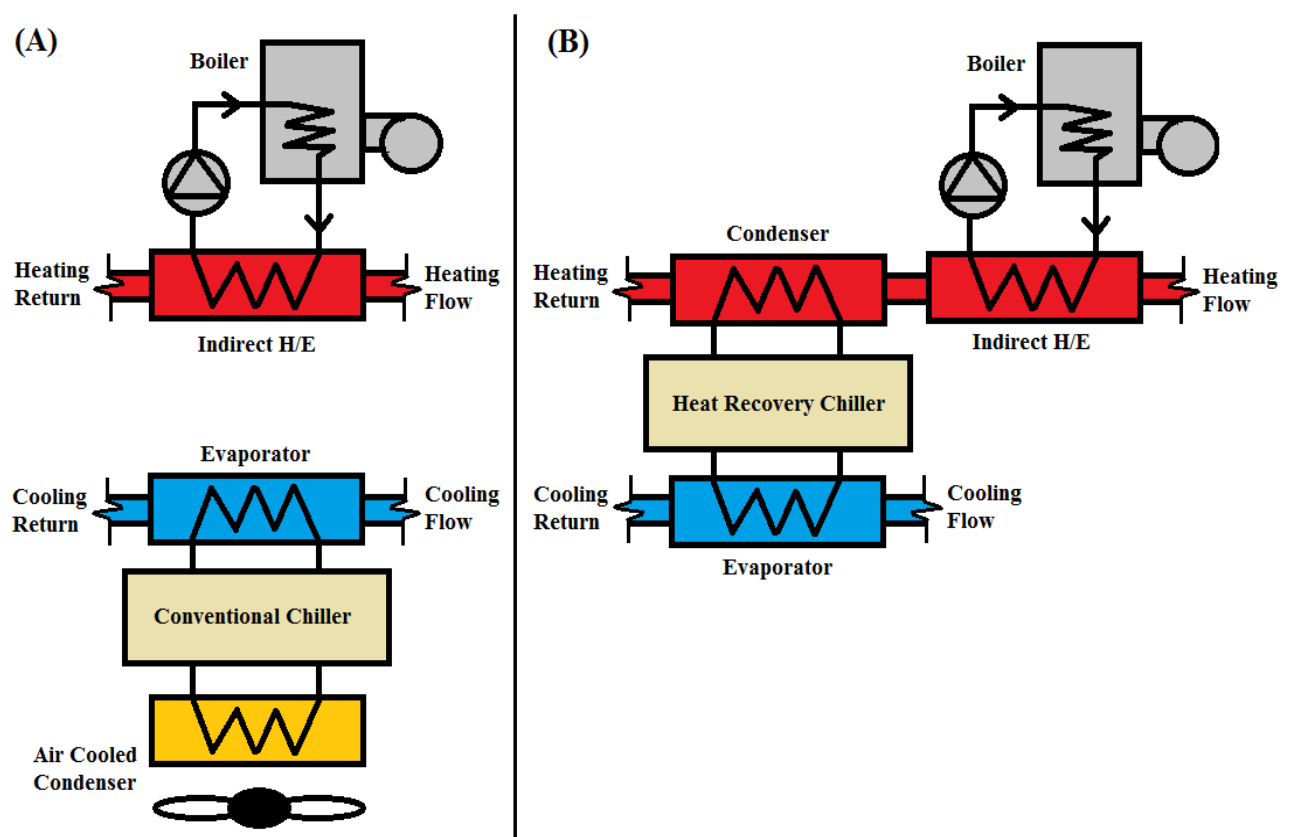 (A)
Boiler
Heating
Return
Heating
Flow
Indirect H/E
Evaporator
Cooling
Return
Cooling
Flow
Conventional Chiller
Air Cooled
Condenser
(B)
Boiler
Condenser
Heating
Return
Heating
Flow
Indirect H/E
Heat Recovery Chiller
Cooling
Return
Cooling
Flow
Evaporator